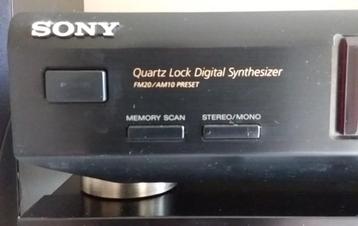 SONY
Quartz Lock Digital Synthesizer
FM20/AM10 PRESET
MEMORY SCAN
STEREO/MONO